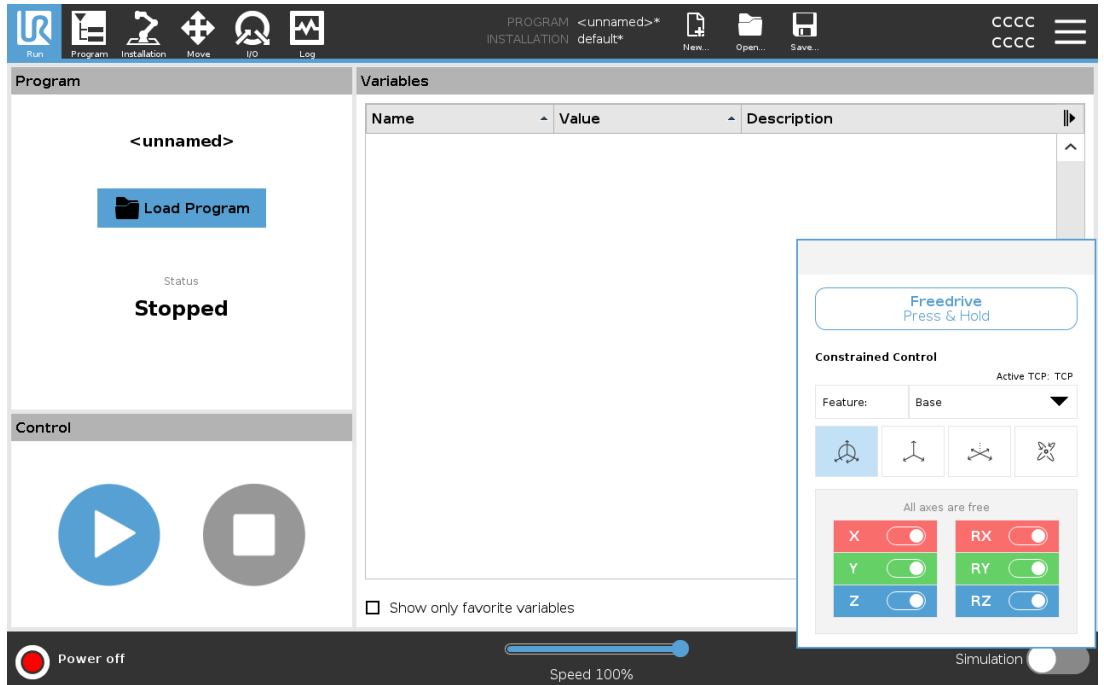 PROGRAM <unnamed>*
INSTALLATION default*
UR
Run
Program
Installation
Move
I/O
Log
New...
Open...
Save...
CCCC
CCCC
Program
Variables
<unnamed>
Load Program
Status
Stopped
Control
Name
Value
Description
Show only favorite variables
Freedrive
Press & Hold
Constrained Control
Active TCP: TCP
Feature: Base
All axes are free
X RX
Y RY
Z RZ
Power off
Speed 100%
Simulation